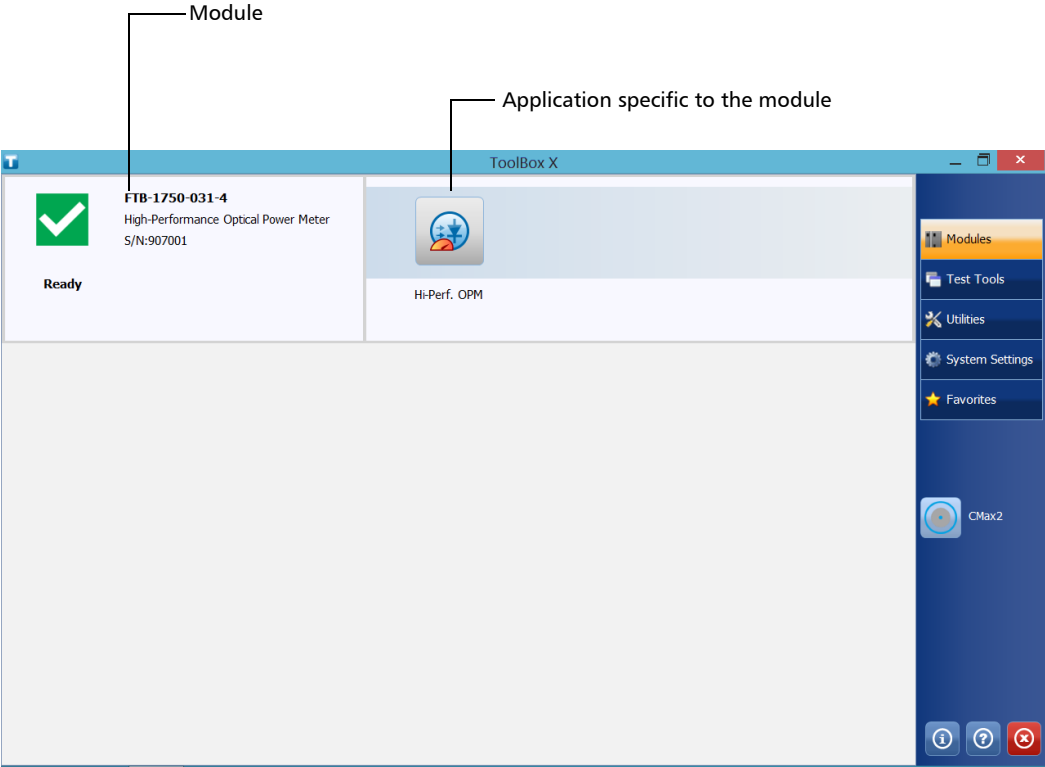 Module
Application specific to the module
T
ToolBox X
FTB-1750-031-4
High-Performance Optical Power Meter
S/N:907001
Ready
Hi-Perf. OPM
Modules
Test Tools
Utilities
System Settings
Favorites
CMax2